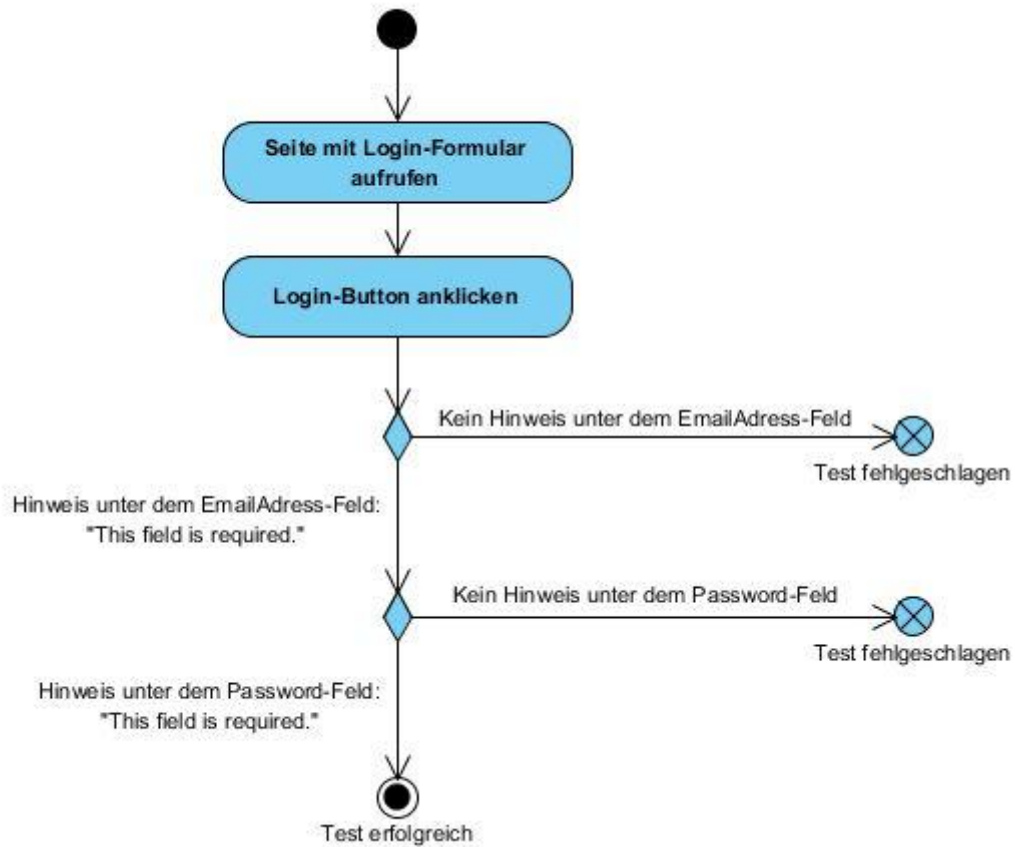 Seite mit Login-Formular
aufrufen
Login-Button anklicken
Kein Hinweis unter dem EmailAdress-Feld
Test fehlgeschlagen
Hinweis unter dem EmailAdress-Feld:
"This field is required."
Kein Hinweis unter dem Password-Feld
Test fehlgeschlagen
Hinweis unter dem Password-Feld:
"This field is required."
Test erfolgreich